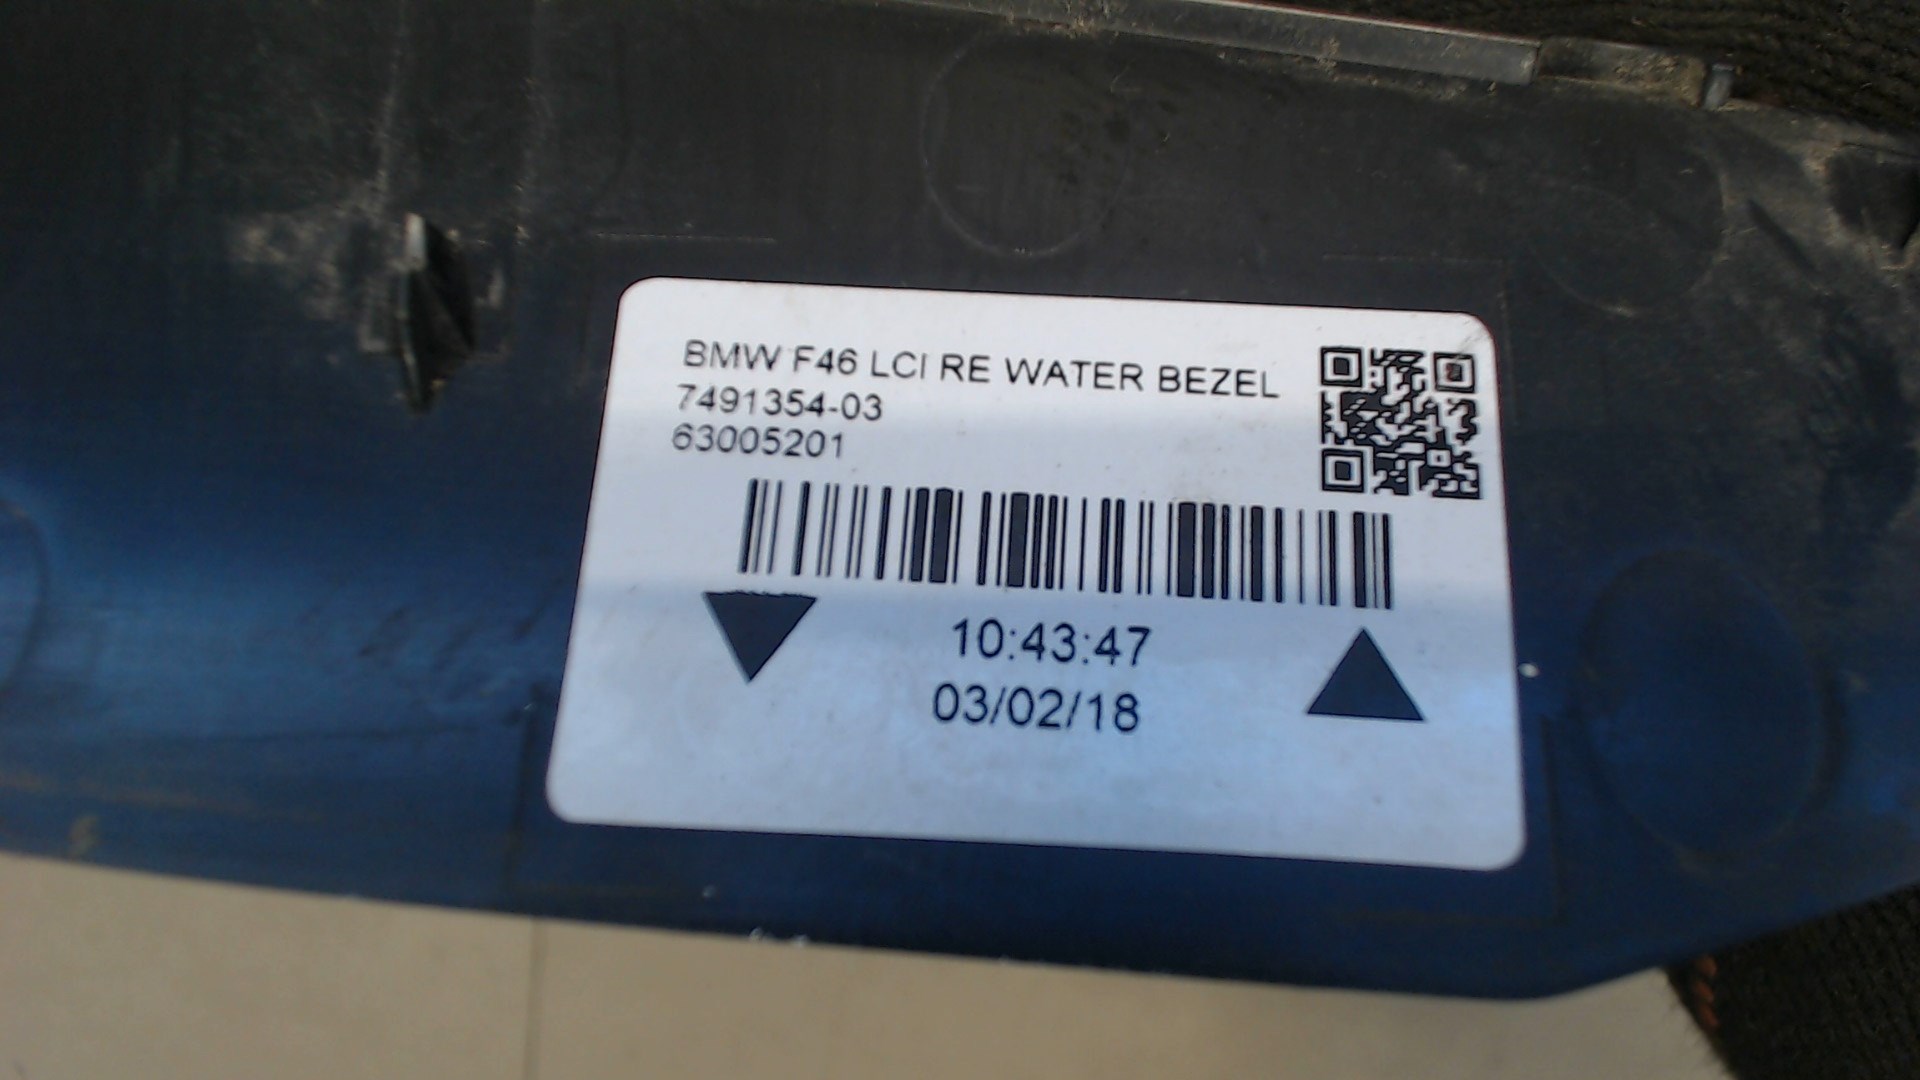 BMW F46 LCI RE WATER BEZEL
7491354-03
63005201
10:43:47
03/02/18